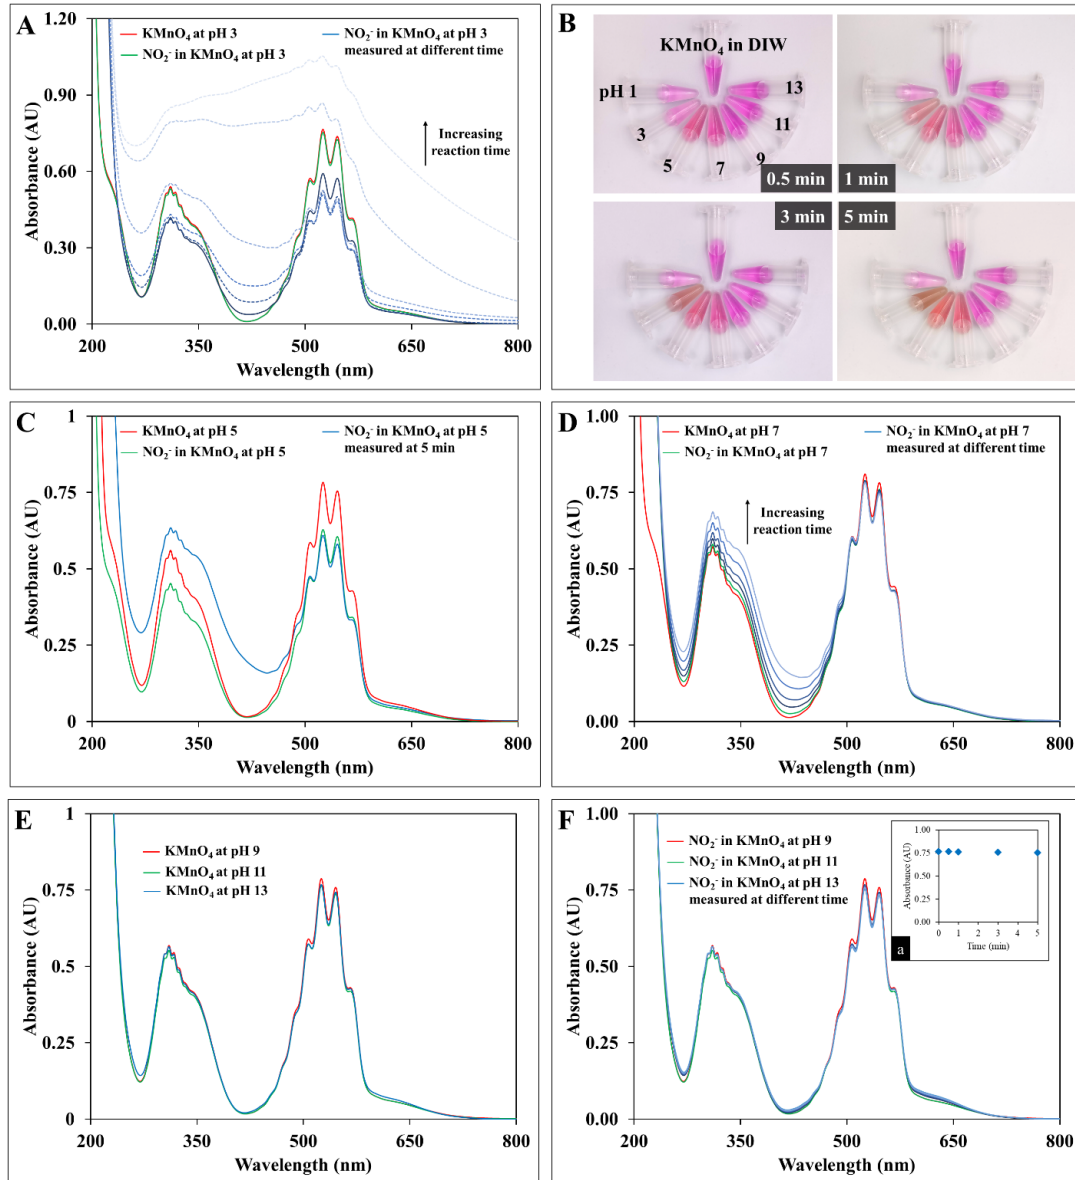 A
1.20
0.90
0.60
0.30
0.00
200
350
500
650
800
Absorbance (AU)
Wavelength (nm)
KMnO₄ at pH 3
NO₂⁻ in KMnO₄ at pH 3
NO₂⁻ in KMnO₄ at pH 3
measured at different time
Increasing
reaction time
B
KMnO₄ in DIW
pH 1
3
5
7
9
11
13
0.5 min
1 min
3 min
5 min
C
1
0.75
0.5
0.25
0
200
350
500
650
800
Absorbance (AU)
Wavelength (nm)
KMnO₄ at pH 5
NO₂⁻ in KMnO₄ at pH 5
NO₂⁻ in KMnO₄ at pH 5
measured at 5 min
D
1.00
0.75
0.50
0.25
0.00
200
350
500
650
800
Absorbance (AU)
Wavelength (nm)
KMnO₄ at pH 7
NO₂⁻ in KMnO₄ at pH 7
NO₂⁻ in KMnO₄ at pH 7
measured at different time
Increasing
reaction time
E
1
0.75
0.5
0.25
0
200
350
500
650
800
Absorbance (AU)
Wavelength (nm)
KMnO₄ at pH 9
KMnO₄ at pH 11
KMnO₄ at pH 13
F
1.00
0.75
0.50
0.25
0.00
200
350
500
650
800
Absorbance (AU)
Wavelength (nm)
NO₂⁻ in KMnO₄ at pH 9
NO₂⁻ in KMnO₄ at pH 11
NO₂⁻ in KMnO₄ at pH 13
measured at different time
1.00
0.75
0.50
0.25
0.00
0
1
2
3
4
5
Absorbance (AU)
Time (min)
a